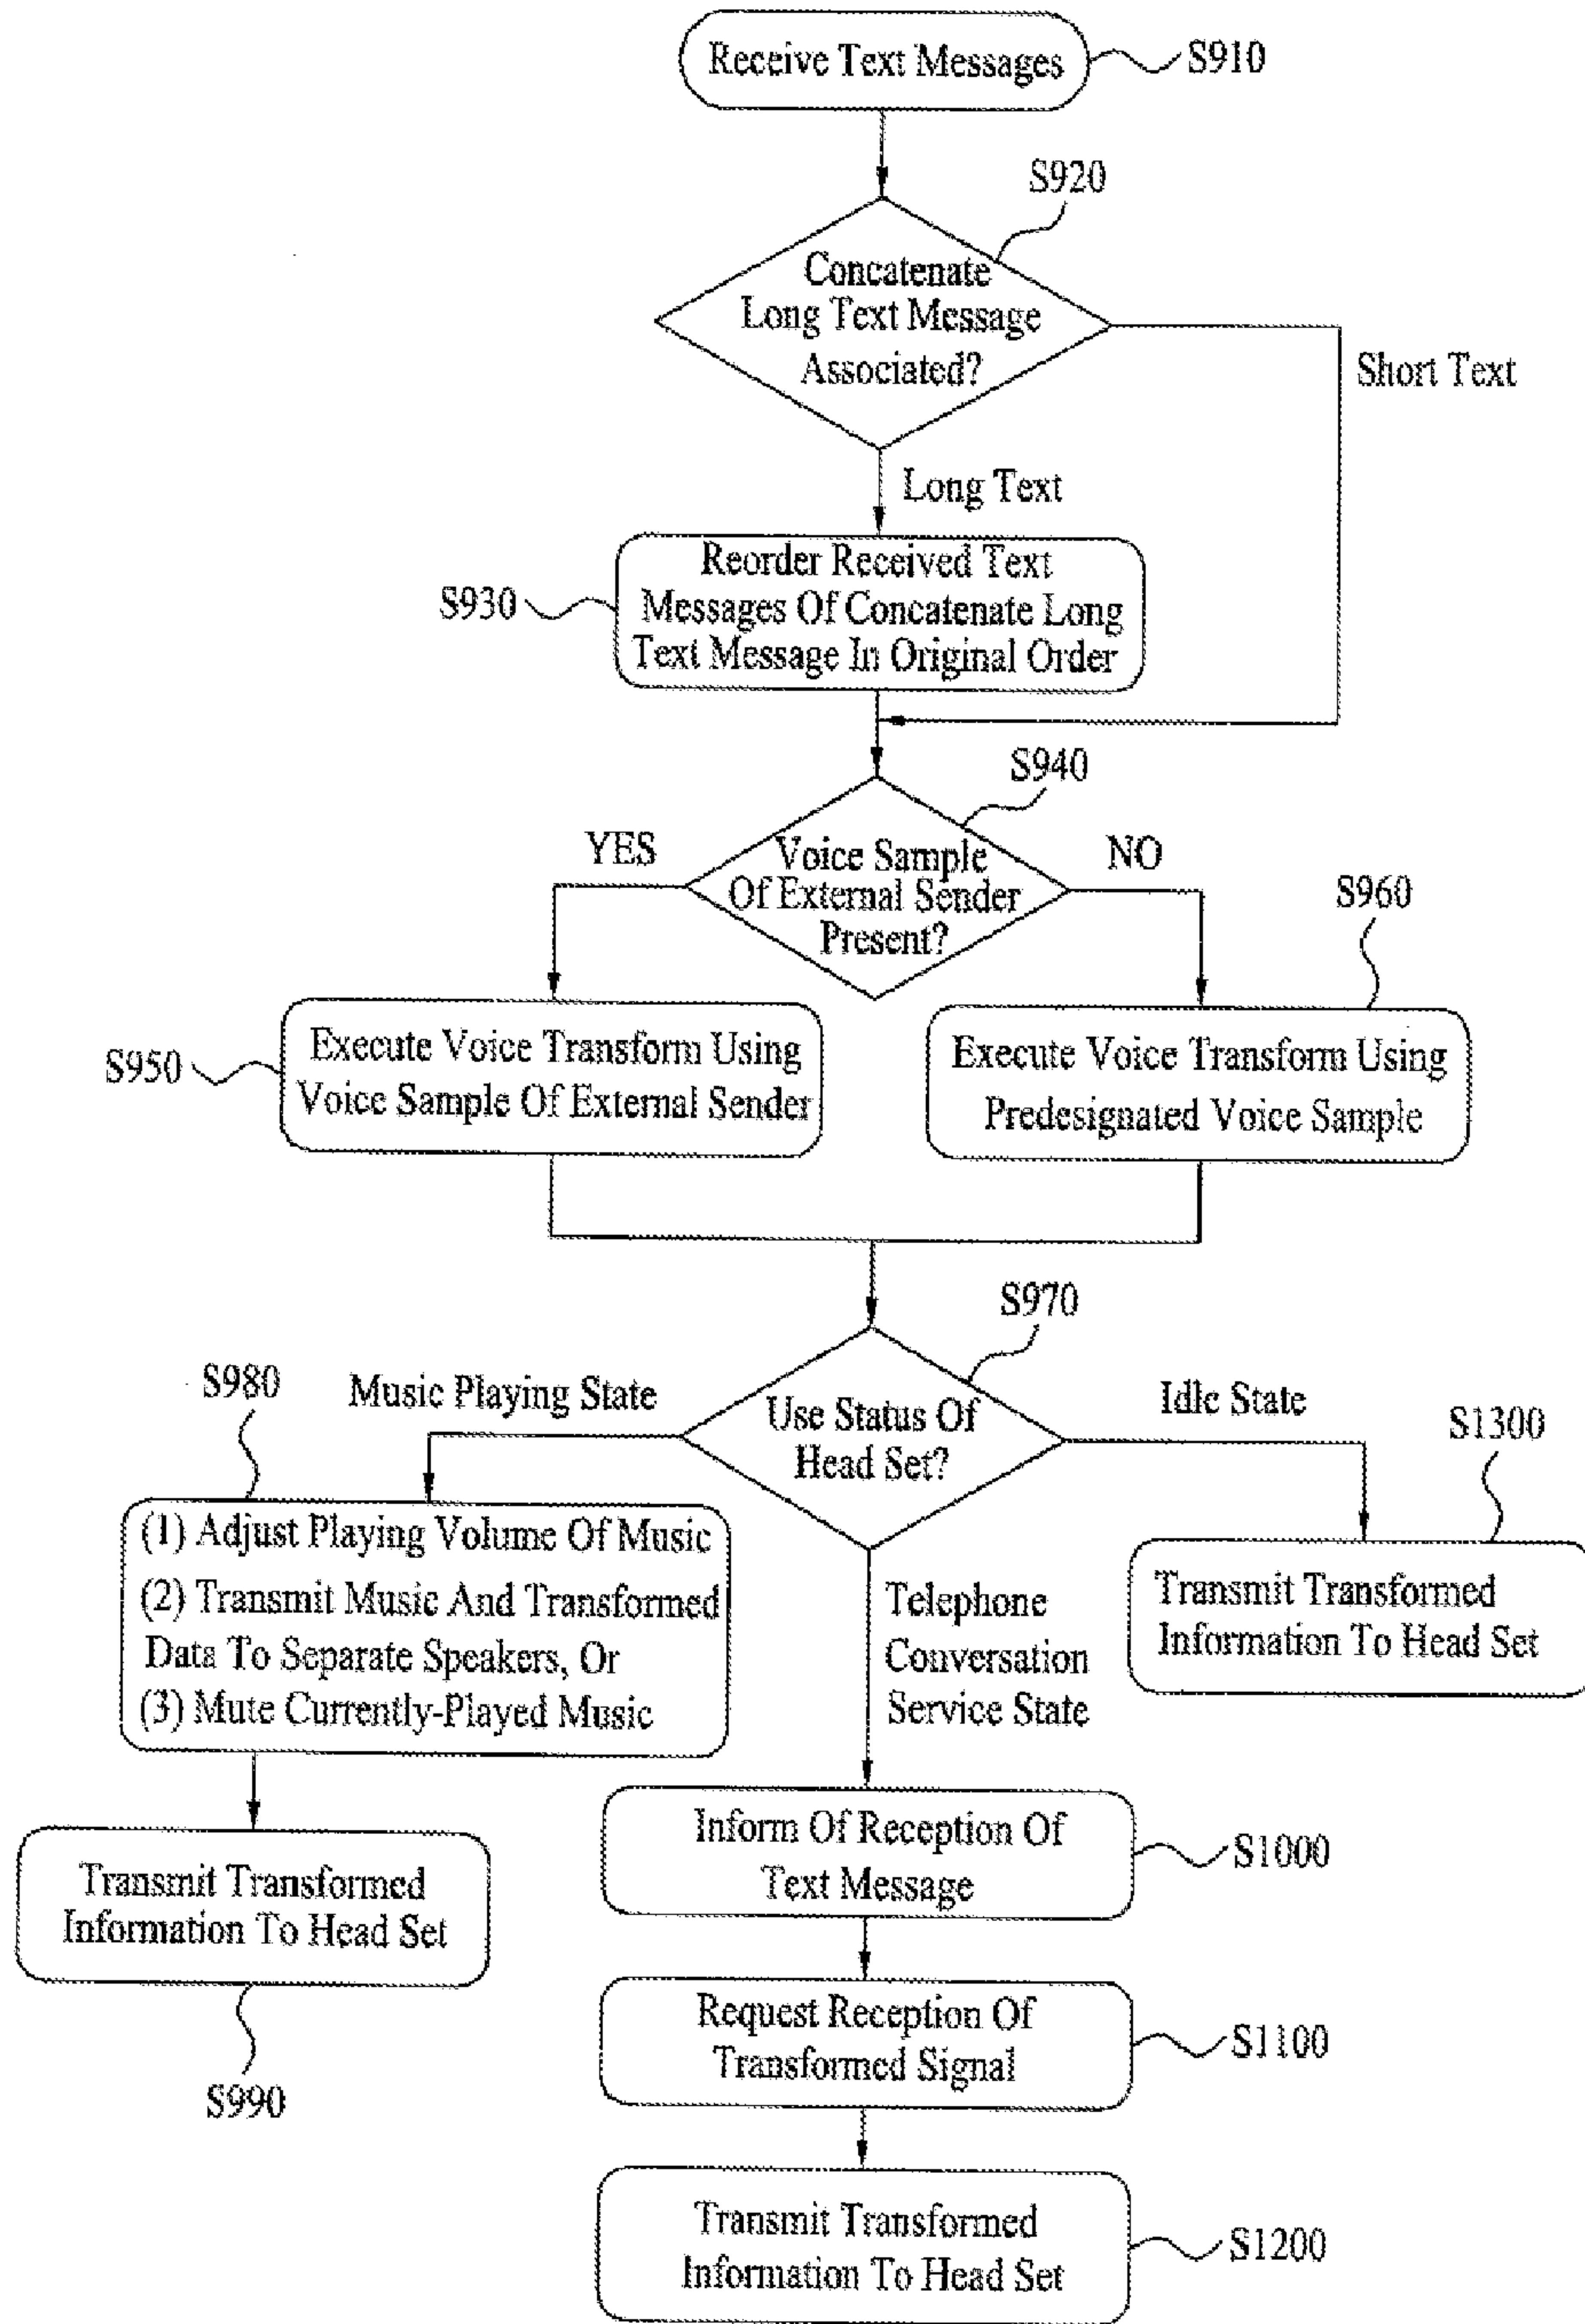 Receive Text Messages
S910
S920
Concatenate
Long Text Message
Associated?
Short Text
Long Text
Reorder Received Text
Messages Of Concatenate Long
Text Message In Original Order
S930
S940
YES
Voice Sample
Of External Sender
Present?
NO
S960
S950
Execute Voice Transform Using
Voice Sample Of External Sender
Execute Voice Transform Using
Predesignated Voice Sample
S970
S980
Music Playing State
Use Status Of
Head Set?
Idle State
S1300
(1) Adjust Playing Volume Of Music
(2) Transmit Music And Transformed
Data To Separate Speakers, Or
(3) Mute Currently-Played Music
Telephone
Conversation
Service State
Transmit Transformed
Information To Head Set
Inform Of Reception Of
Text Message
S1000
Transmit Transformed
Information To Head Set
S990
Request Reception Of
Transformed Signal
S1100
Transmit Transformed
Information To Head Set
S1200